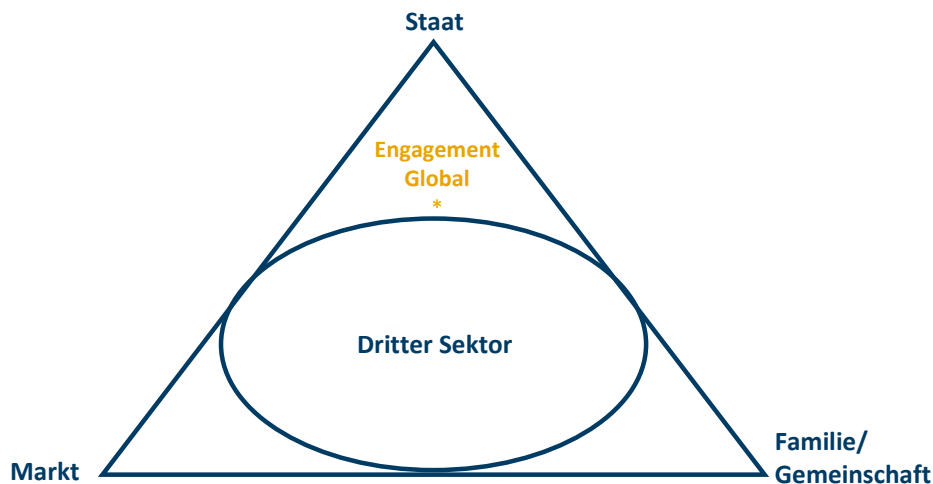 Staat
Engagement
Global
*
Dritter Sektor
Markt
Familie/
Gemeinschaft